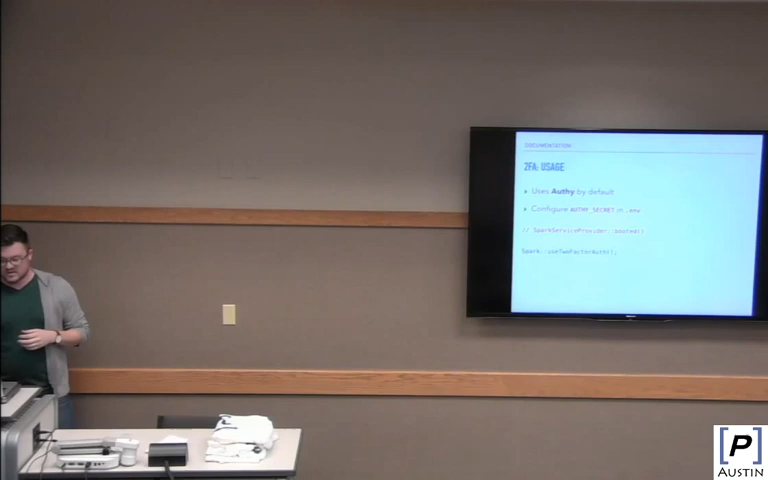 DOCUMENTATION
2FA: USAGE
Uses Authy by default
Configure AUTHY_SECRET in .env
// SparkServiceProvider::booted()
Spark::useTwoFactorAuth();
[P]
AUSTIN